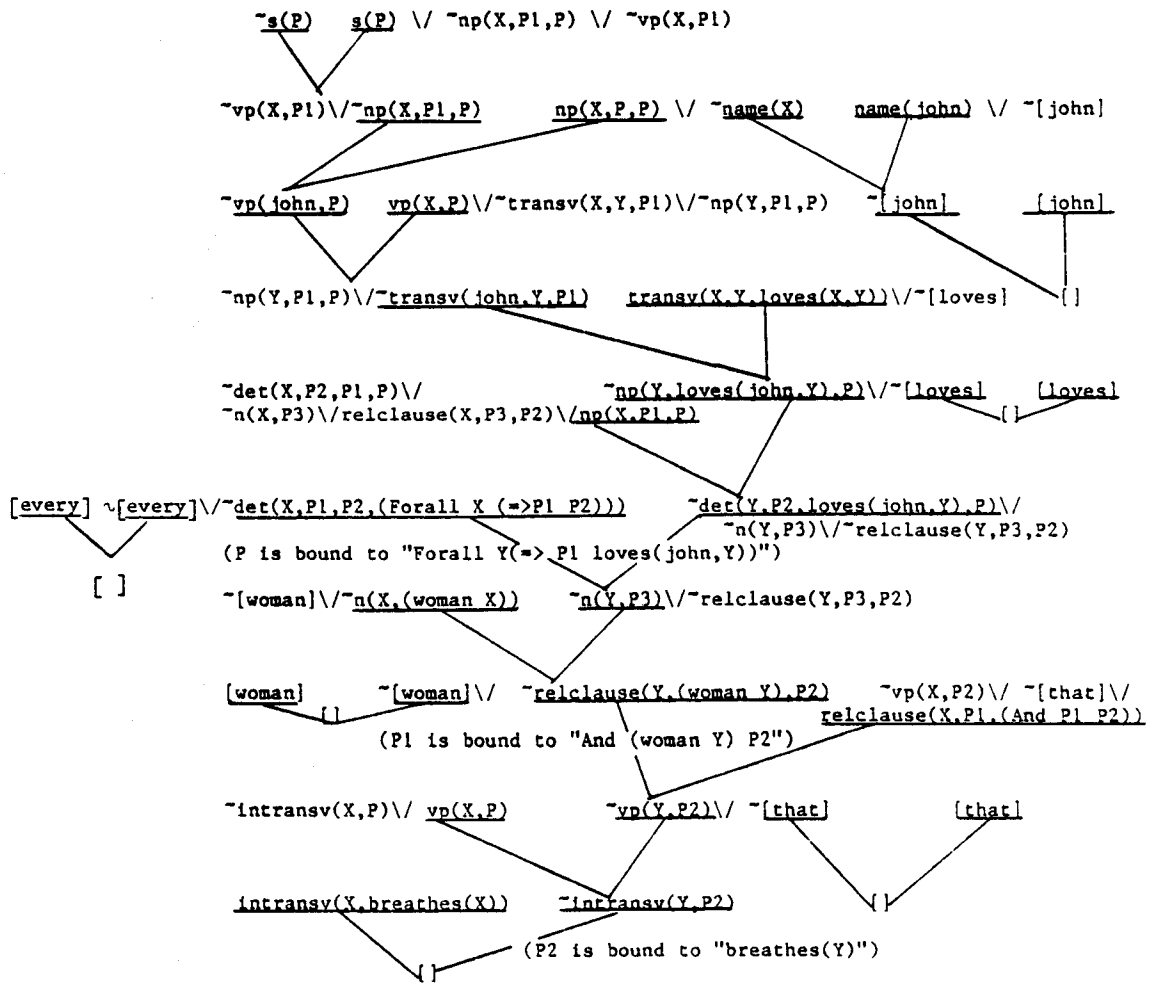 ~s(P) s(P) \/ ~np(X,P1,P) \/ ~vp(X,P1)
~vp(X,P1)\/~np(X,P1,P) np(X,P,P) \/ ~name(X) name(john) \/ ~[john]
~vp(john,P) vp(X,P)\/~transv(X,Y,P1)\/~np(Y,P1,P) ~[john] [john]
~np(Y,P1,P)\/~transv(john,Y,P1) transv(X,Y,loves(X,Y))\/~[loves] []
~det(X,P2,P1,P)\/ ~np(Y,loves(john,Y),P)\/~[loves] [loves]
~n(X,P3)\/relclause(X,P3,P2)\/np(X,P1,P) []
[every] ~[every]\/~det(X,P1,P2,(Forall X (=>P1 P2))) ~det(Y,P2,loves(john,Y),P)\/
~n(Y,P3)\/~relclause(Y,P3,P2)
(P is bound to "Forall Y(=> P1 loves(john,Y))")
[ ]
~[woman]\/~n(X,(woman X)) ~n(Y,P3)\/~relclause(Y,P3,P2)
[woman] ~[woman]\/ ~relclause(Y,(woman Y),P2) ~vp(X,P2)\/ ~[that]\/
[] relclause(X,P1,(And P1 P2))
(P1 is bound to "And (woman Y) P2")
~intransv(X,P)\/ vp(X,P) ~vp(Y,P2)\/ ~[that] [that]
intransv(X,breathes(X)) ~intransv(Y,P2) []
(P2 is bound to "breathes(Y)")
[]